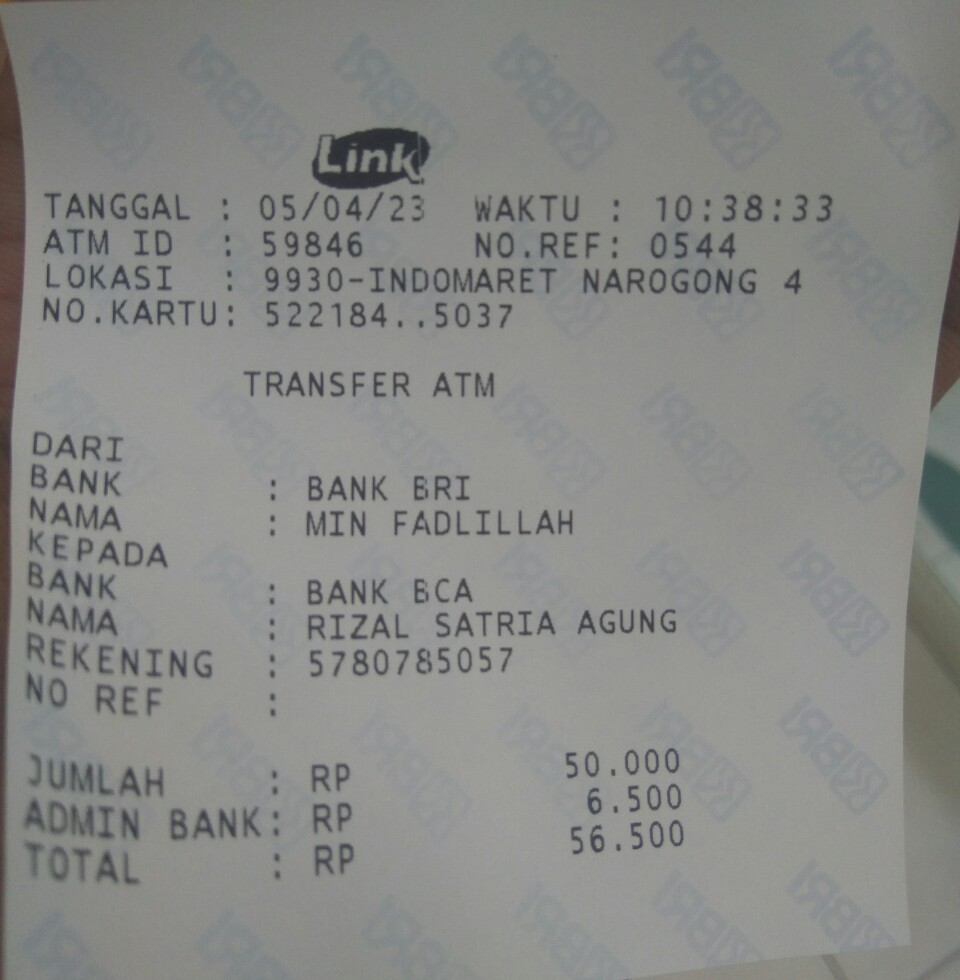 Link
TANGGAL : 05/04/23 WAKTU : 10:38:33
ATM ID : 59846 NO.REF: 0544
LOKASI : 9930-INDOMARET NAROGONG 4
NO.KARTU: 522184..5037
TRANSFER ATM
DARI
BANK : BANK BRI
NAMA : MIN FADLILLAH
KEPADA
BANK : BANK BCA
NAMA : RIZAL SATRIA AGUNG
REKENING : 5780785057
NO REF :
JUMLAH : RP 50.000
ADMIN BANK: RP 6.500
TOTAL : RP 56.500